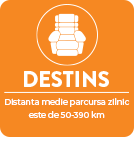 DESTINS
Distanta medie parcursa zilnic
este de 50-390 km